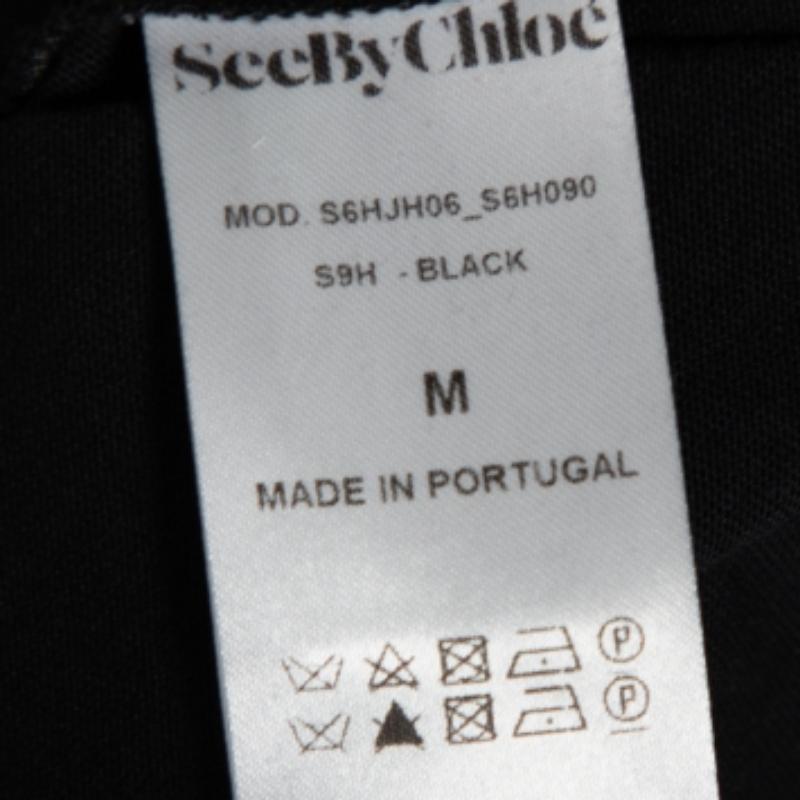 SeeByChloé
MOD. S6HJH06_S6H090
S9H - BLACK
M
MADE IN PORTUGAL
P
P